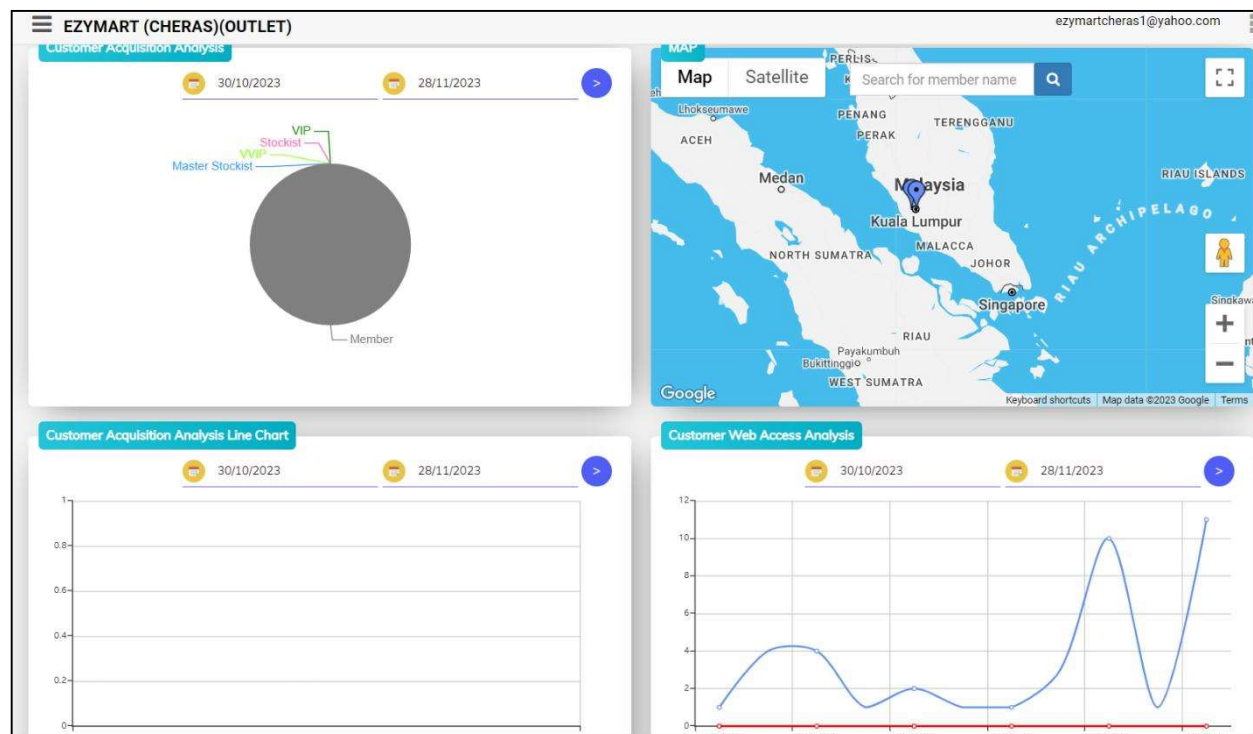 EZYMART (CHERAS)(OUTLET)
ezymartcheras1@yahoo.com
Customer Acquisition Analysis
30/10/2023
28/11/2023
>
VIP
Stockist
VVIP
Master Stockist
Member
MAP
Map
Satellite
Search for member name
PERLIS
Lhokseumawe
PENANG
TERENGGANU
ACEH
PERAK
Medan
Malaysia
RIAU ISLANDS
Kuala Lumpur
RIAU ARCHIPELAGO
MALACCA
NORTH SUMATRA
JOHOR
Singapore
Singkaw
RIAU
Payakumbuh
Bukittinggi
WEST SUMATRA
Google
Keyboard shortcuts
Map data ©2023 Google
Terms
Customer Acquisition Analysis Line Chart
30/10/2023
28/11/2023
>
1
0.8
0.6
0.4
0.2
0
Customer Web Access Analysis
30/10/2023
28/11/2023
>
12
10
8
6
4
2
0